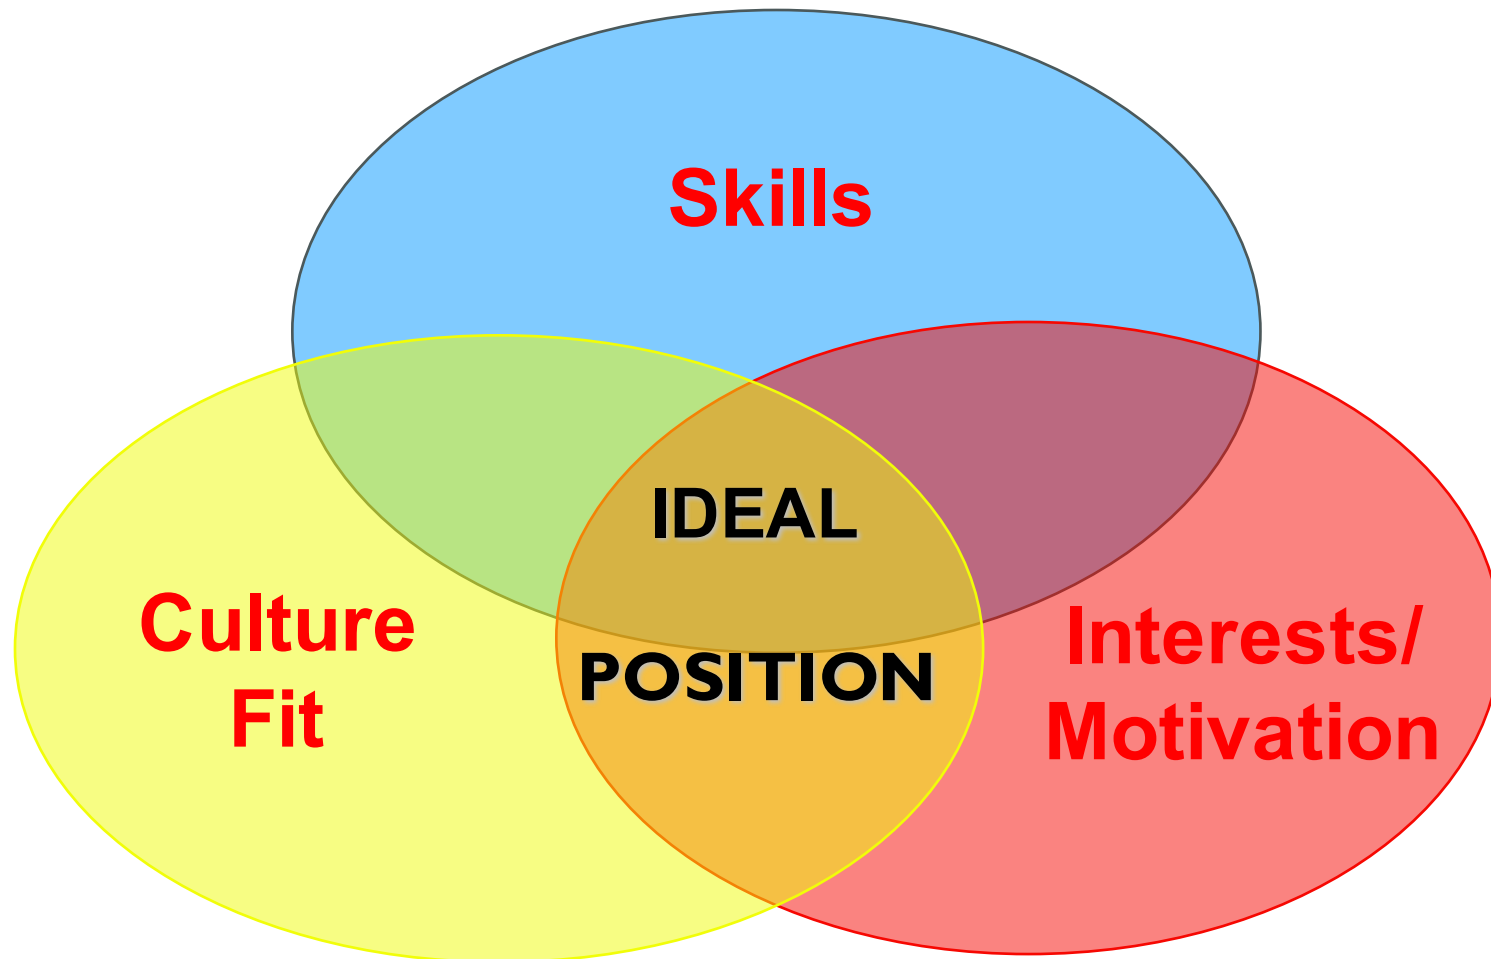 Skills
IDEAL
POSITION
Culture
Fit
Interests/
Motivation